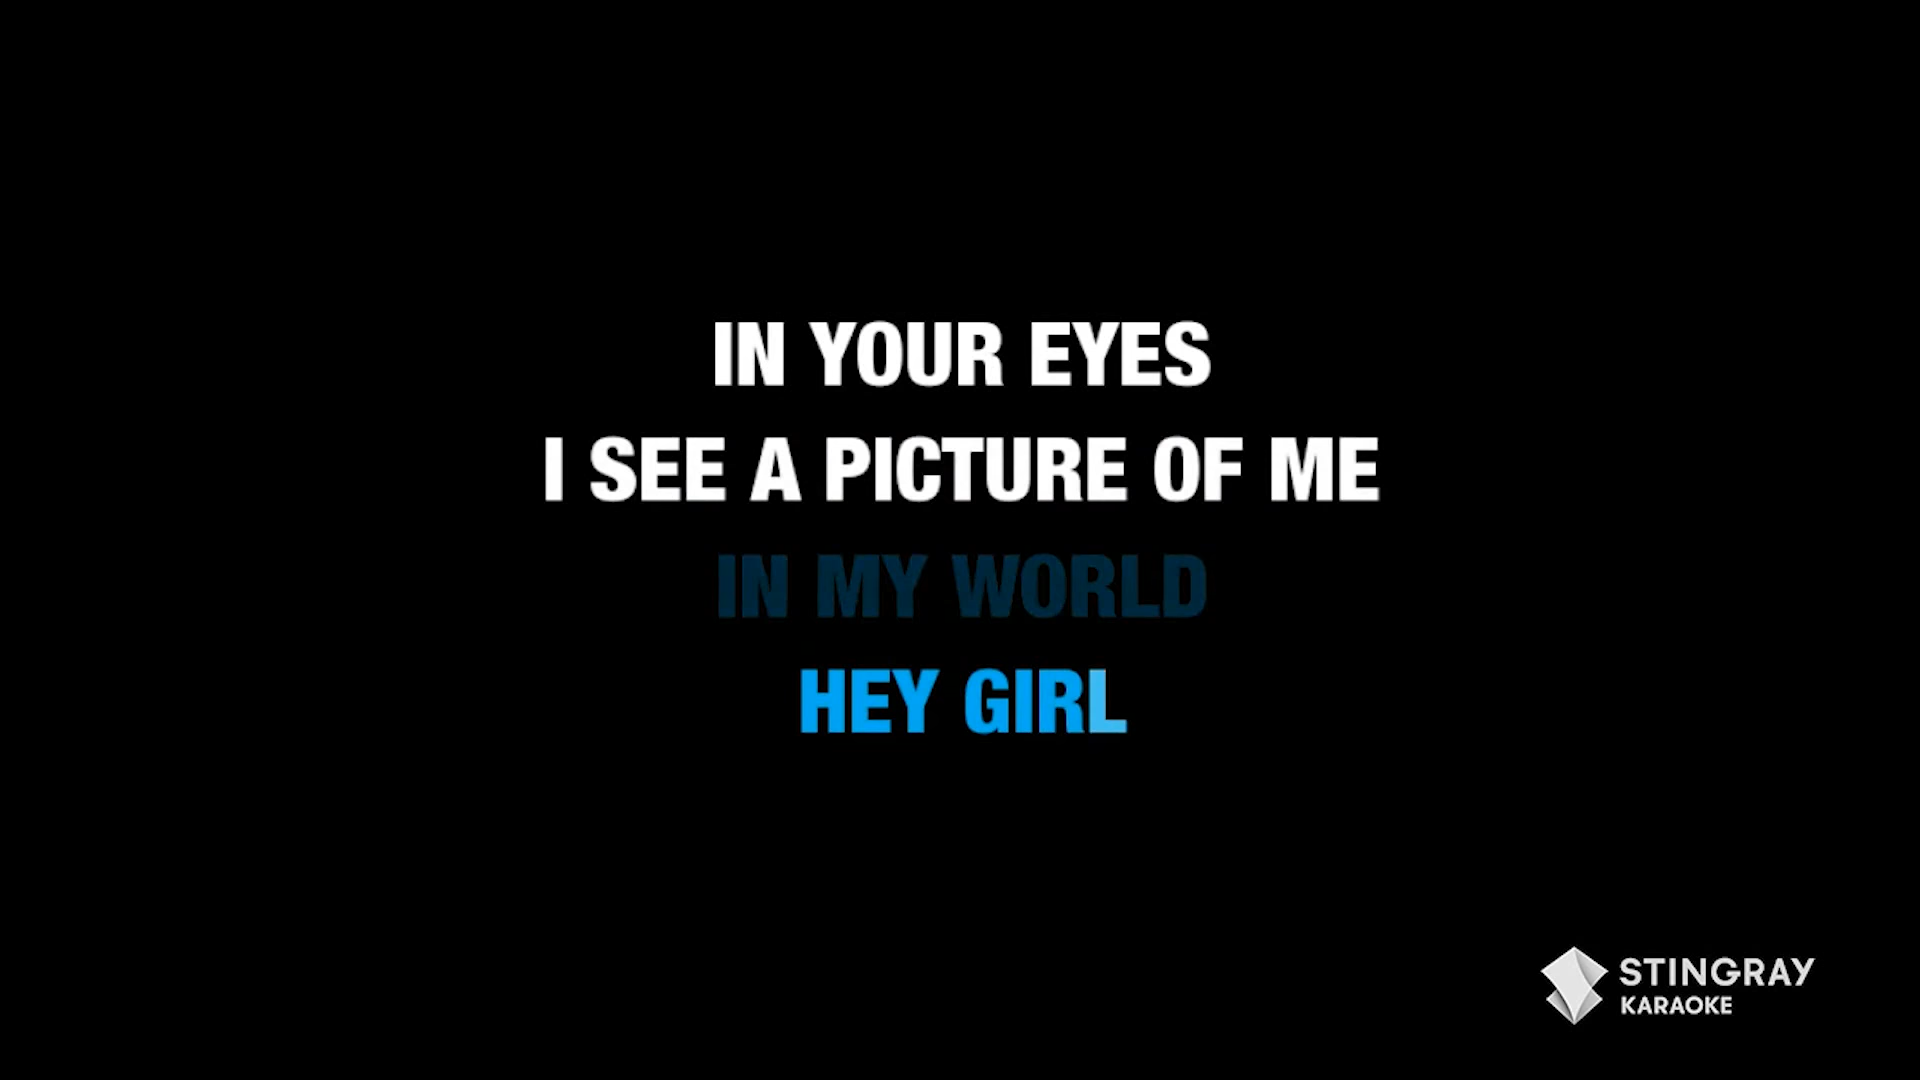 IN YOUR EYES
I SEE A PICTURE OF ME
IN MY WORLD
HEY GIRL
STINGRAY
KARAOKE